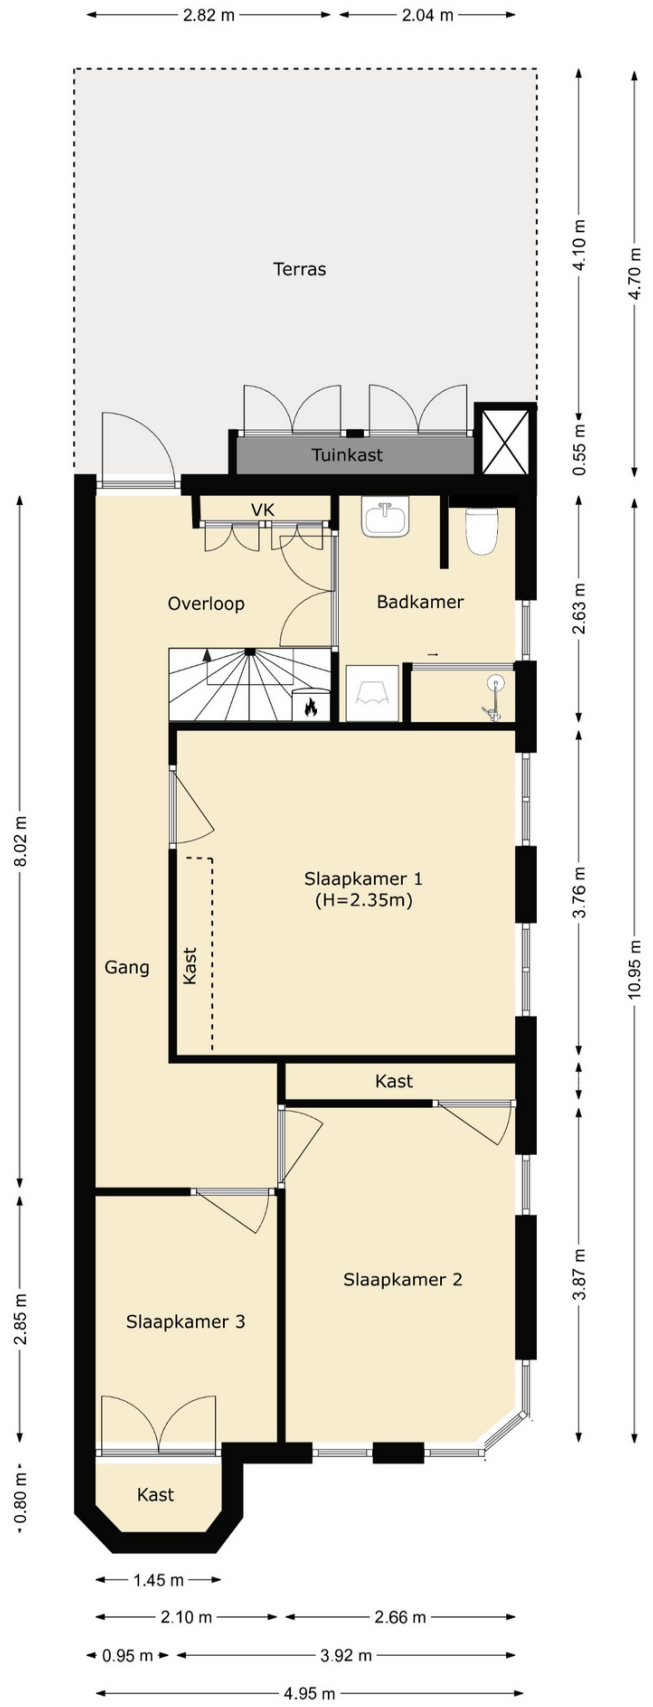 2.82 m
2.04 m
4.10 m
4.70 m
Terras
0.55 m
Tuinkast
VK
Overloop
Badkamer
2.63 m
8.02 m
Slaapkamer 1
(H=2.35m)
3.76 m
Gang
Kast
10.95 m
Kast
Slaapkamer 2
3.87 m
Slaapkamer 3
2.85 m
Kast
0.80 m
1.45 m
2.10 m
2.66 m
0.95 m
3.92 m
4.95 m